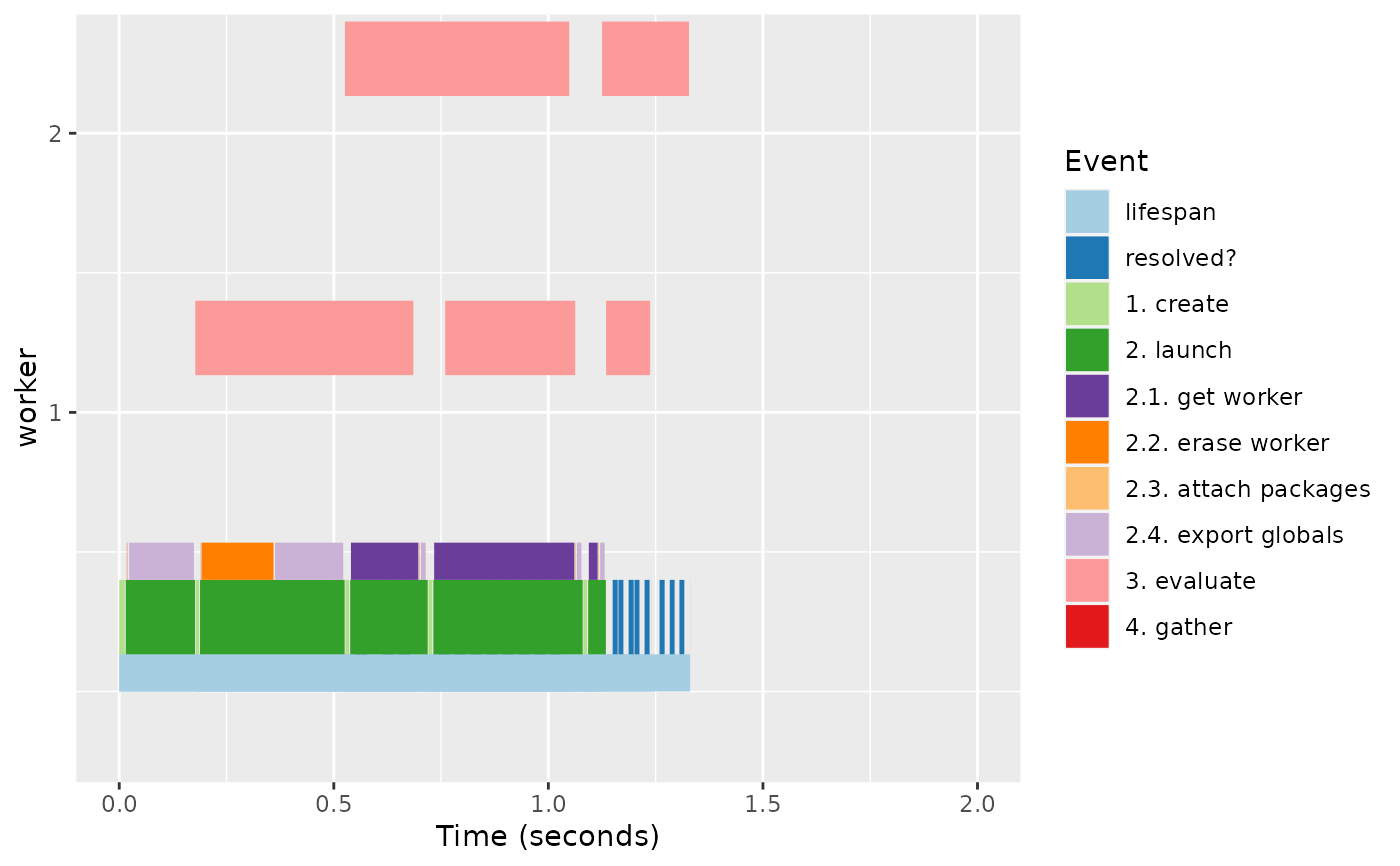 2
1
worker
0.0 0.5 1.0 1.5 2.0
Time (seconds)
Event
lifespan
resolved?
1. create
2. launch
2.1. get worker
2.2. erase worker
2.3. attach packages
2.4. export globals
3. evaluate
4. gather